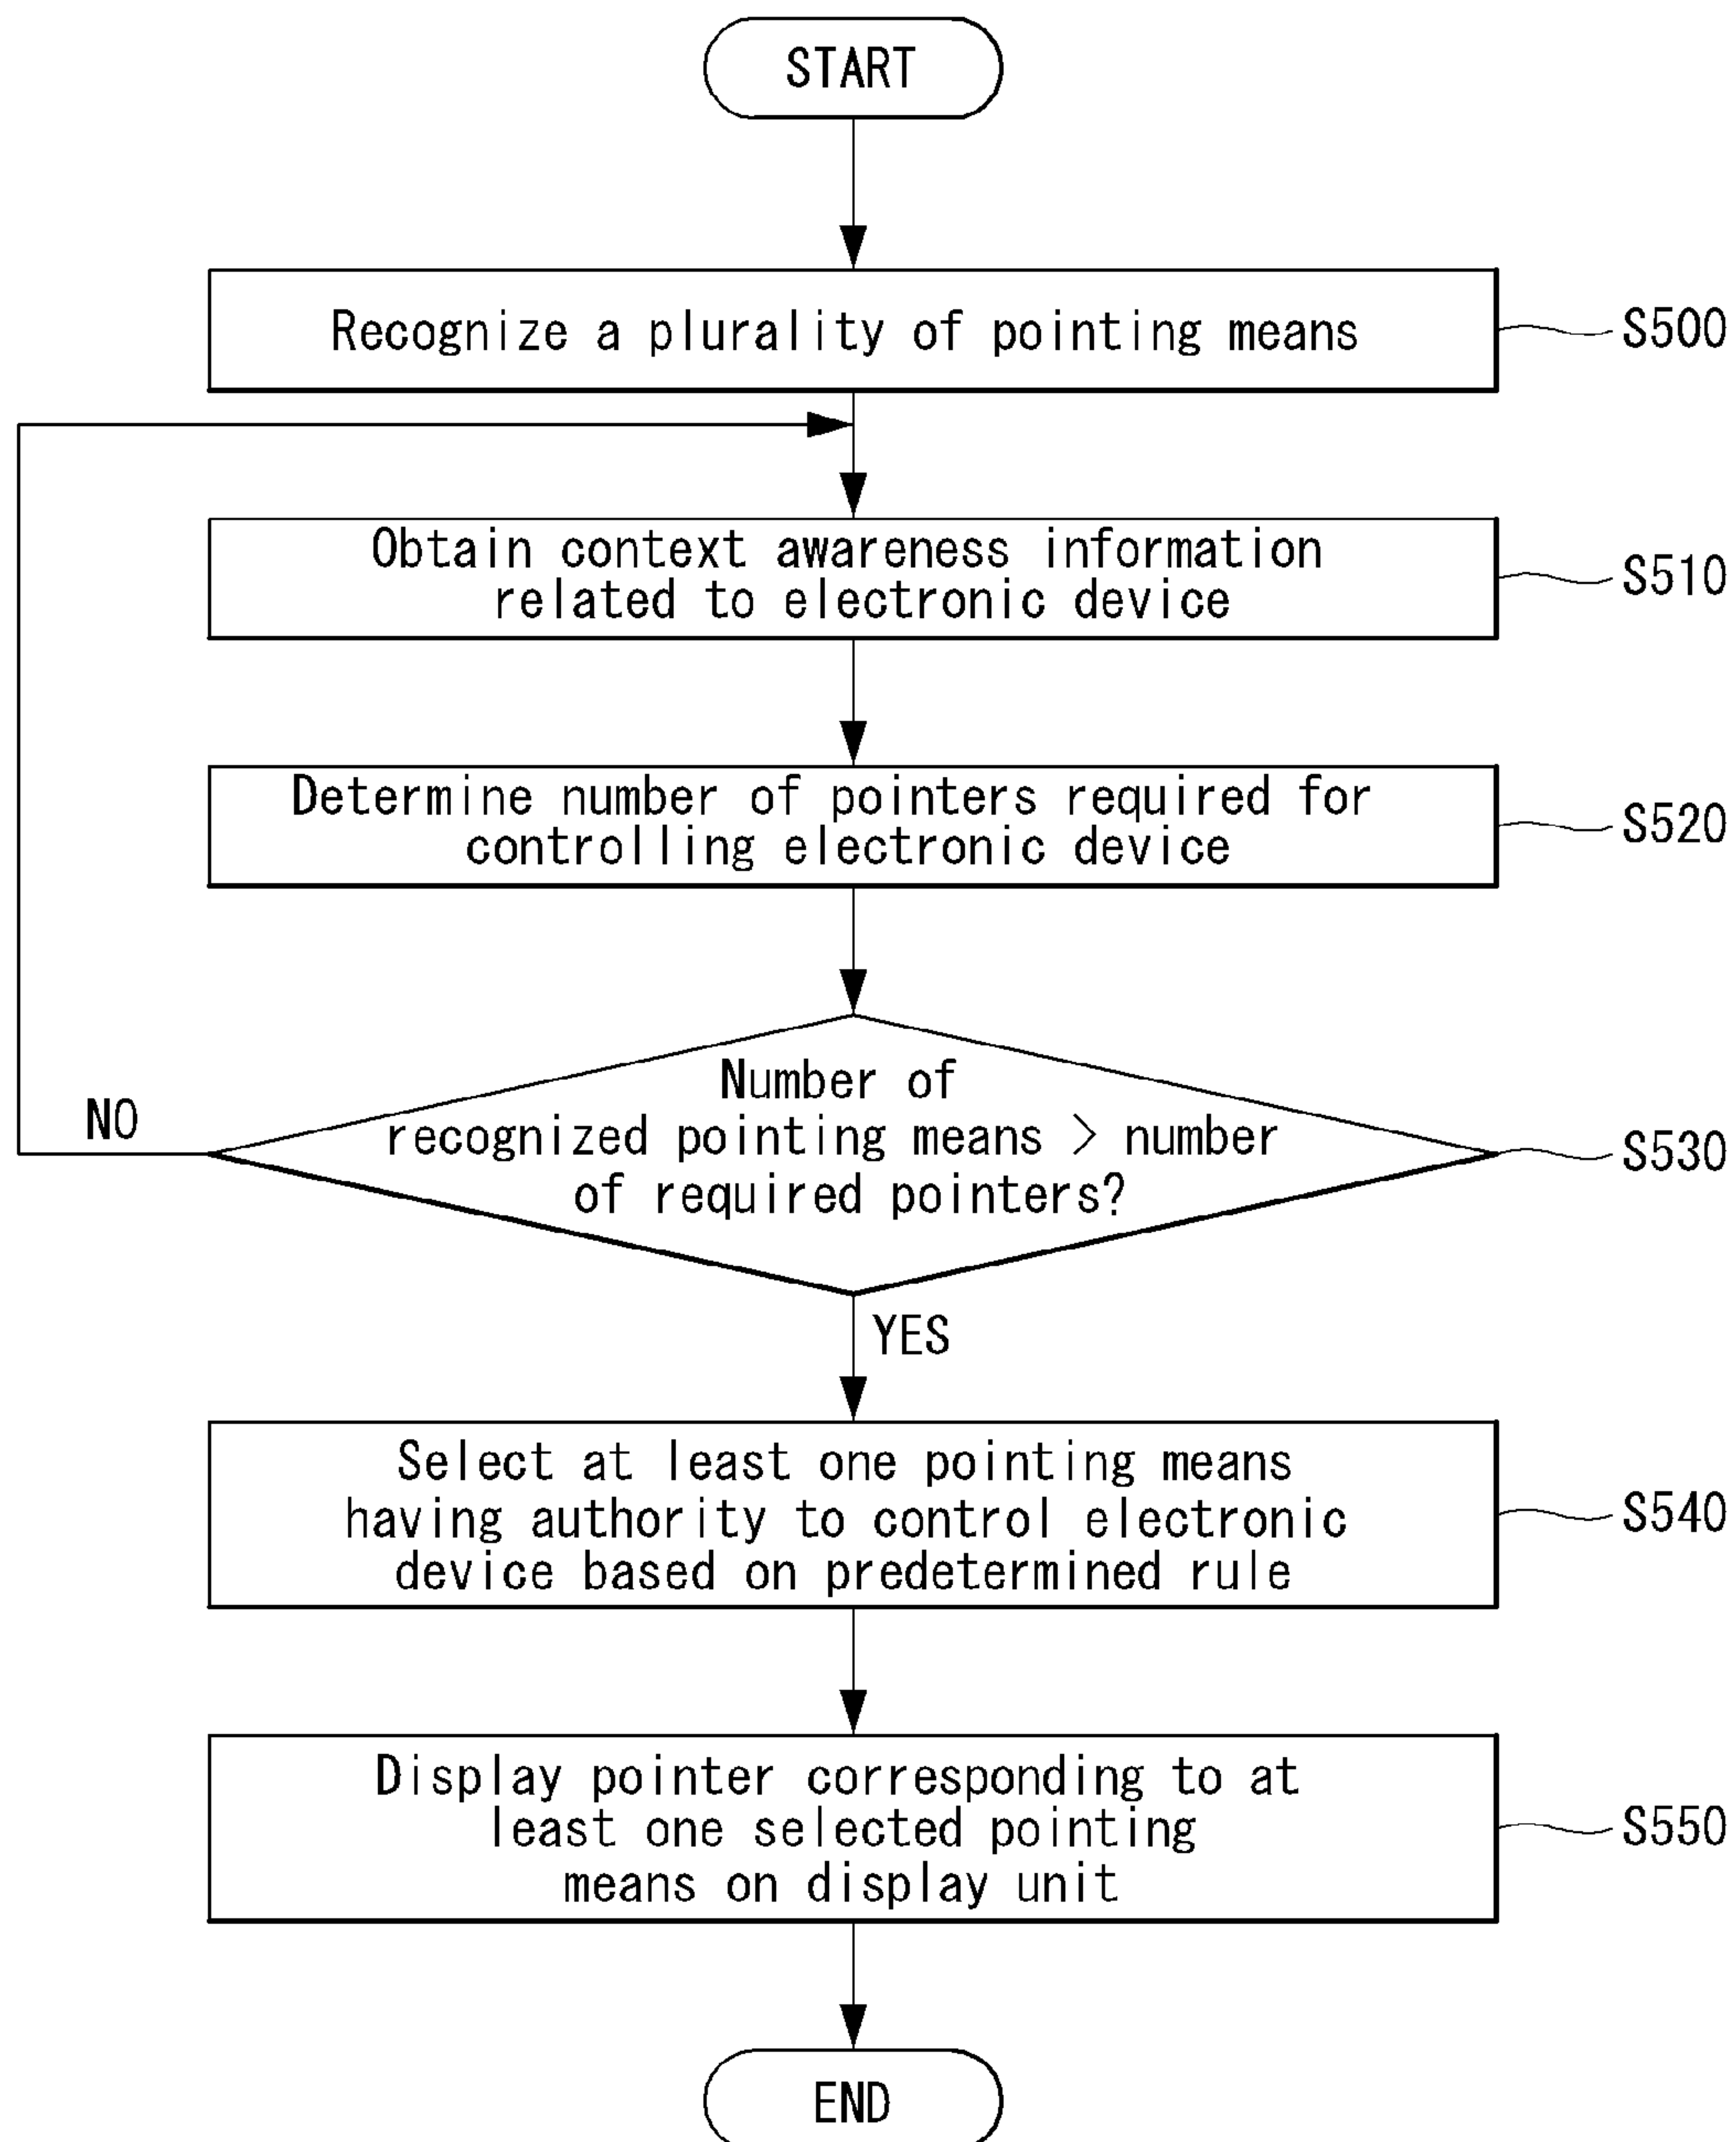 START
Recognize a plurality of pointing means
S500
Obtain context awareness information
related to electronic device
S510
Determine number of pointers required for
controlling electronic device
S520
Number of
recognized pointing means > number
of required pointers?
S530
NO
YES
Select at least one pointing means
having authority to control electronic
device based on predetermined rule
S540
Display pointer corresponding to at
least one selected pointing
means on display unit
S550
END